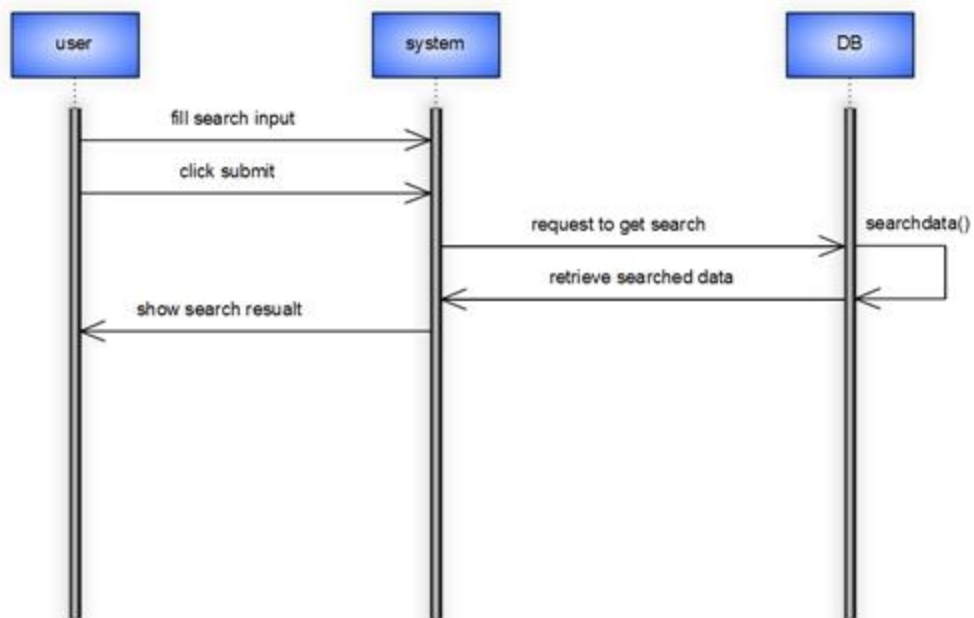 user
system
DB
fill search input
click submit
request to get search
searchdata()
retrieve searched data
show search resualt